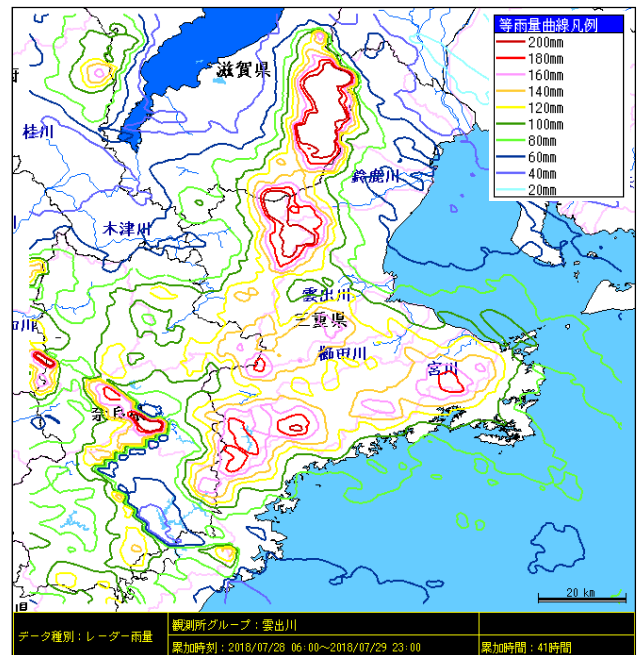 等雨量曲線凡例
200mm
180mm
160mm
140mm
120mm
100mm
80mm
60mm
40mm
20mm
滋賀県
桂川
鈴鹿川
木津川
雲出川
三重県
櫛田川
宮川
20 km
データ種別：レーダー雨量
観測所グループ：雲出川
累加時刻：2018/07/28 06:00～2018/07/29 23:00
累加時間：41時間